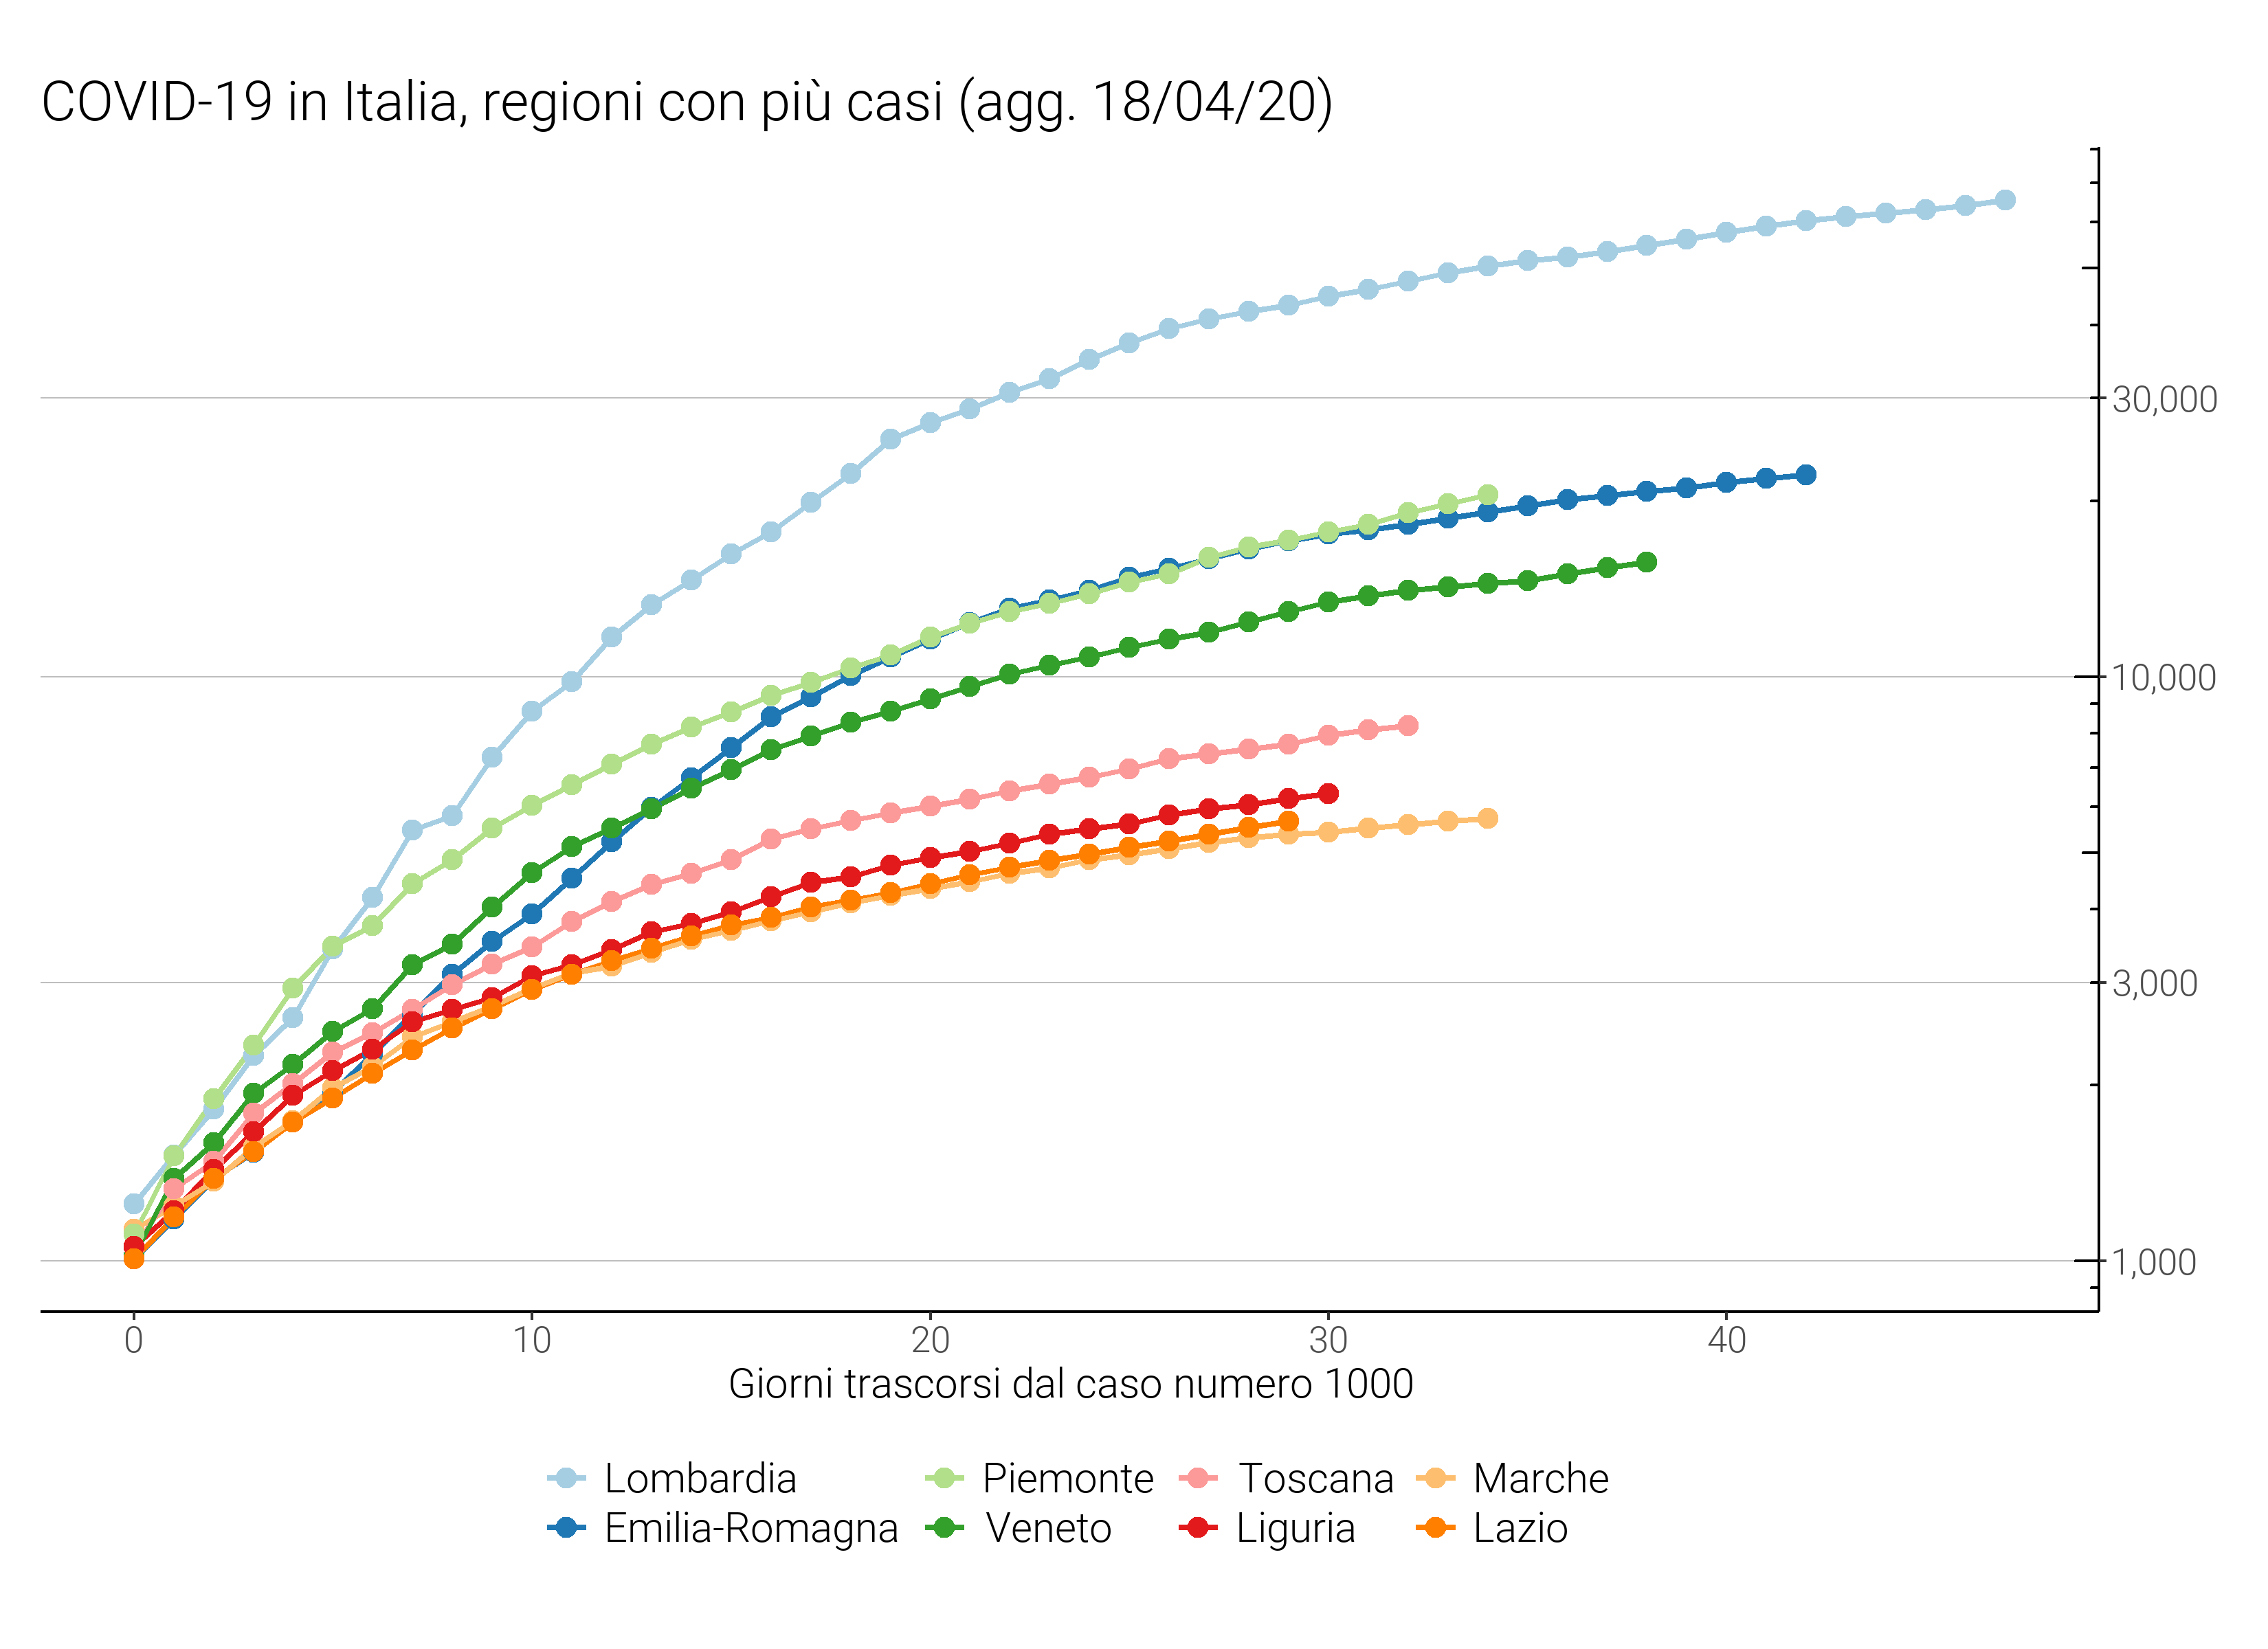 COVID-19 in Italia, regioni con più casi (agg. 18/04/20)
30,000
10,000
3,000
1,000
0 10 20 30 40
Giorni trascorsi dal caso numero 1000
Lombardia Piemonte Toscana Marche
Emilia-Romagna Veneto Liguria Lazio